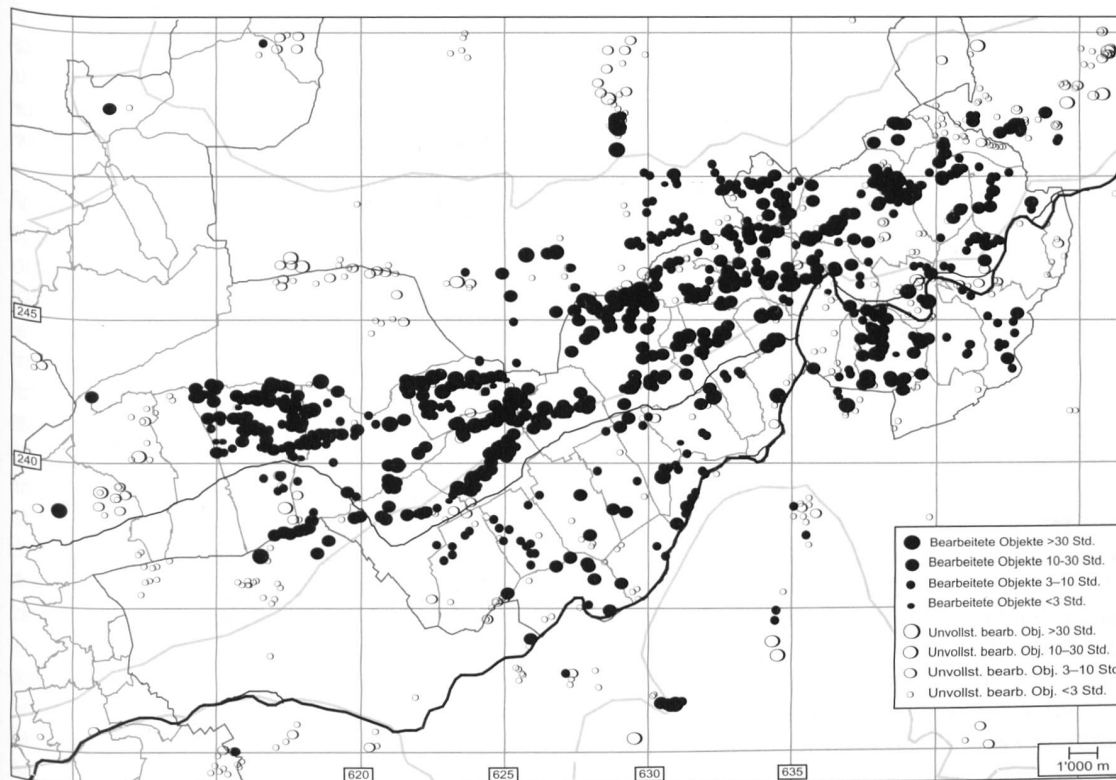 245
240
Bearbeitete Objekte >30 Std.
Bearbeitete Objekte 10-30 Std.
Bearbeitete Objekte 3–10 Std.
Bearbeitete Objekte <3 Std.
Unvollst. bearb. Obj. >30 Std.
Unvollst. bearb. Obj. 10–30 Std.
Unvollst. bearb. Obj. 3–10 Std
Unvollst. bearb. Obj. <3 Std.
1'000 m
620
625
630
635